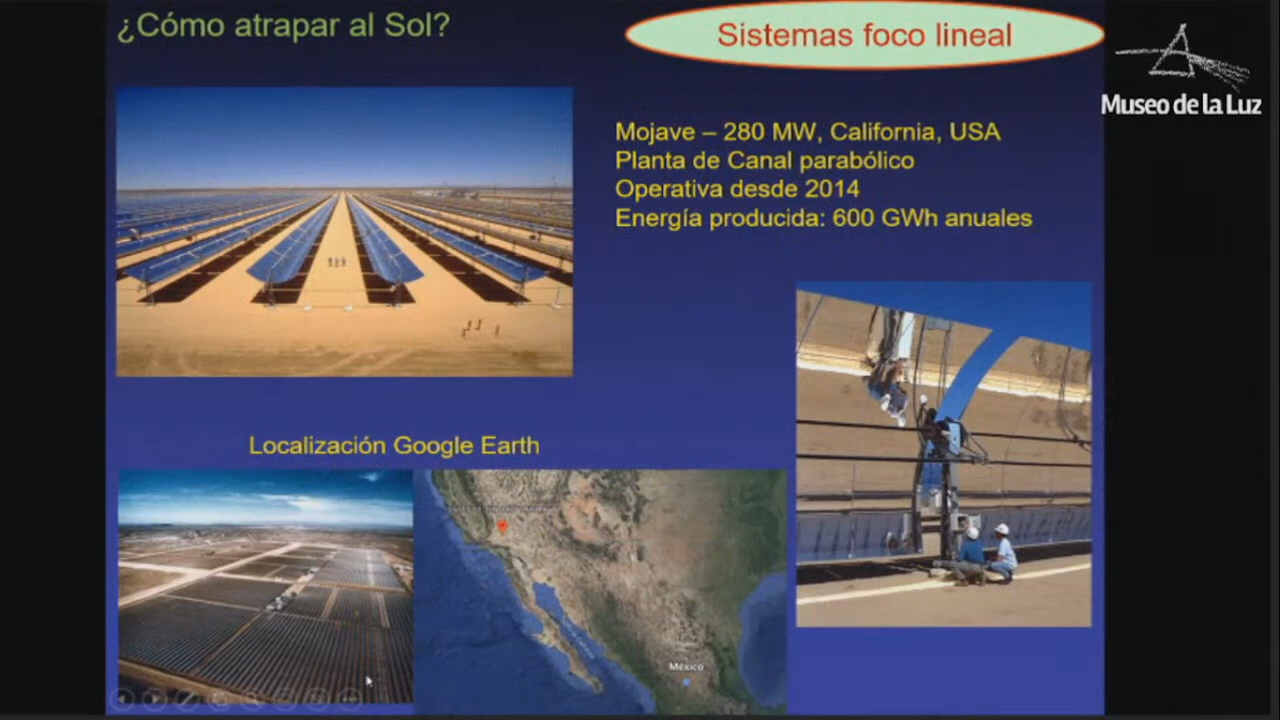 ¿Cómo atrapar al Sol?
Sistemas foco lineal
Museo de la Luz
Mojave – 280 MW, California, USA
Planta de Canal parabólico
Operativa desde 2014
Energía producida: 600 GWh anuales
Localización Google Earth
México